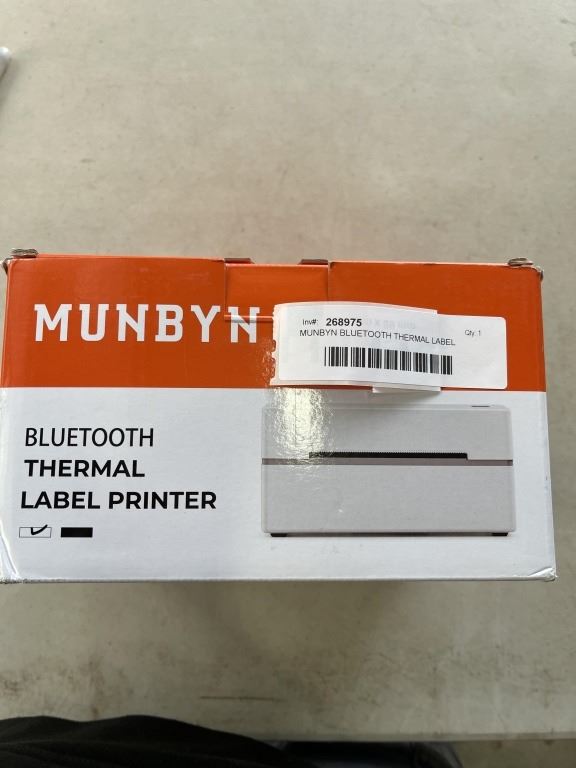 MUNBYN
Inv#: 268975
Qty: 1
MUNBYN BLUETOOTH THERMAL LABEL
BLUETOOTH
THERMAL
LABEL PRINTER